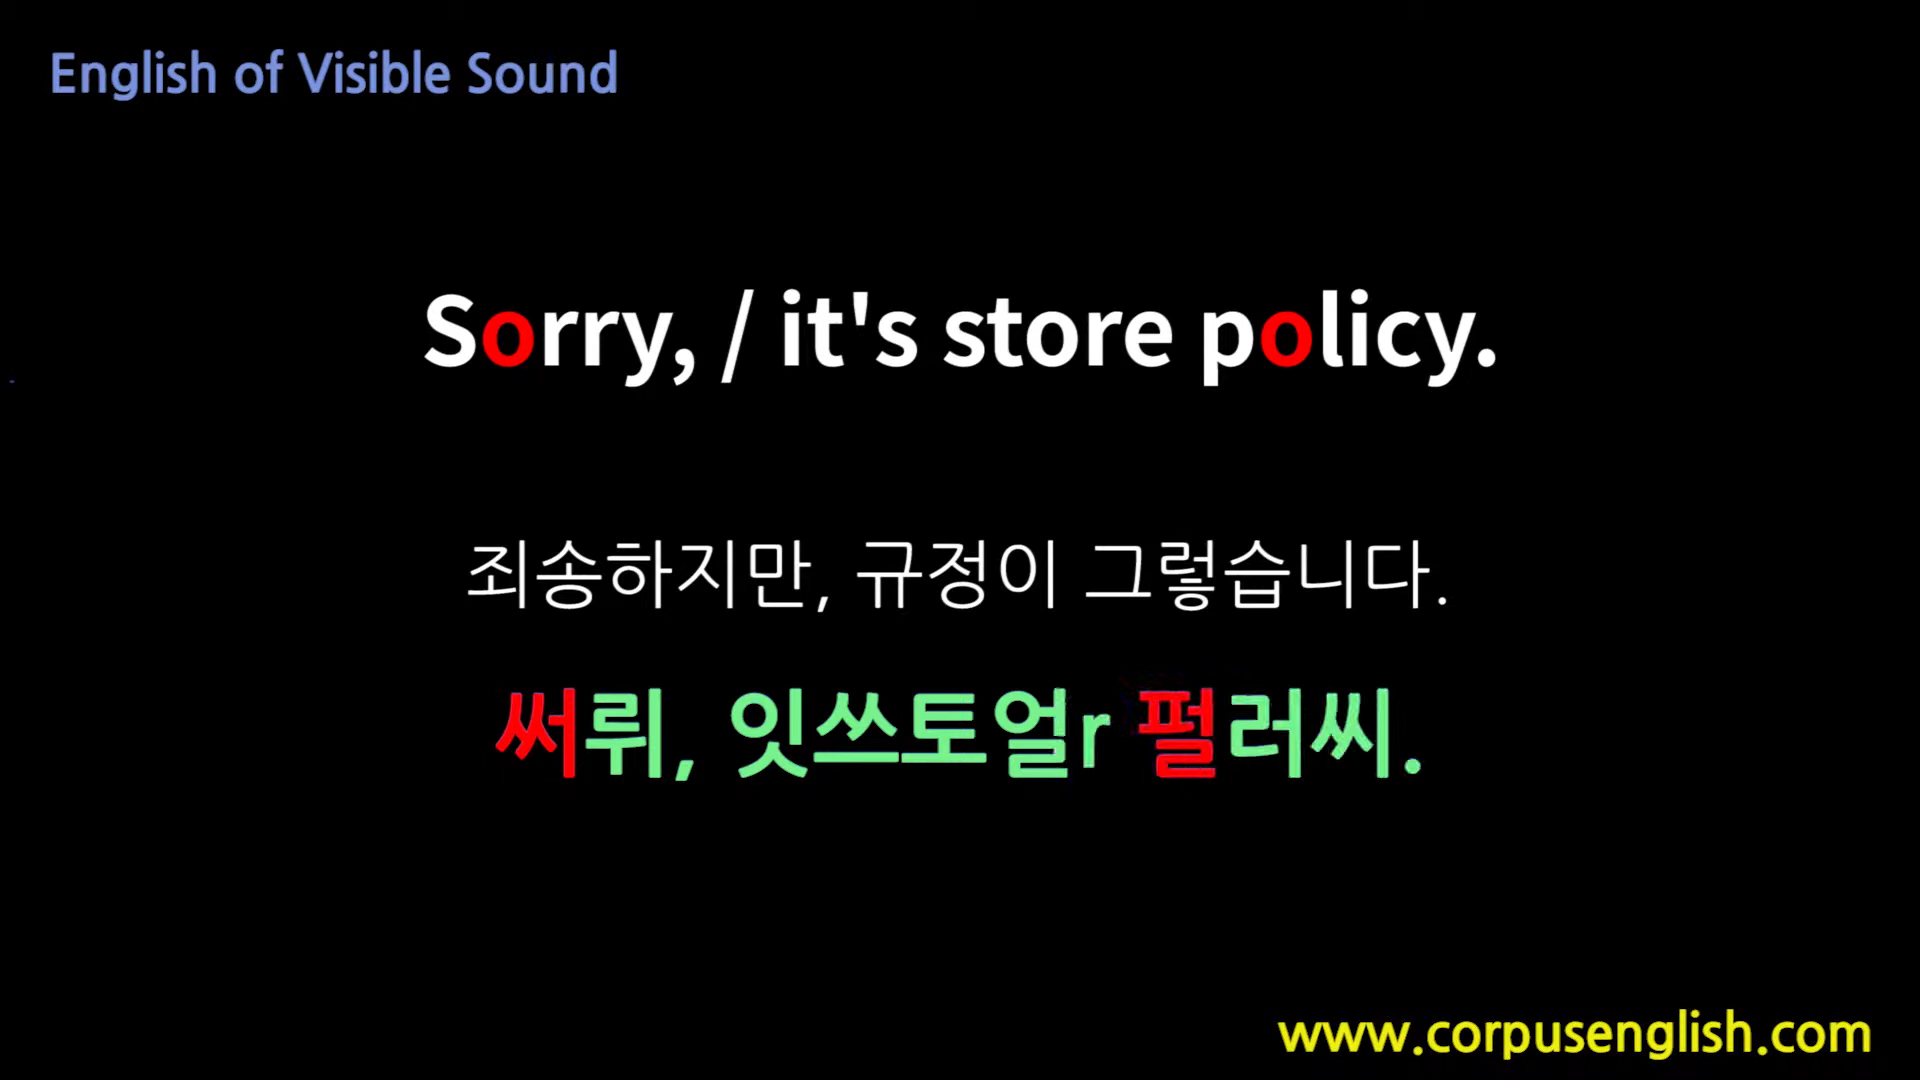 English of Visible Sound
Sorry, / it's store policy.
죄송하지만, 규정이 그렇습니다.
써뤼, 잇쓰토얼r 펄러씨.
www.corpusenglish.com